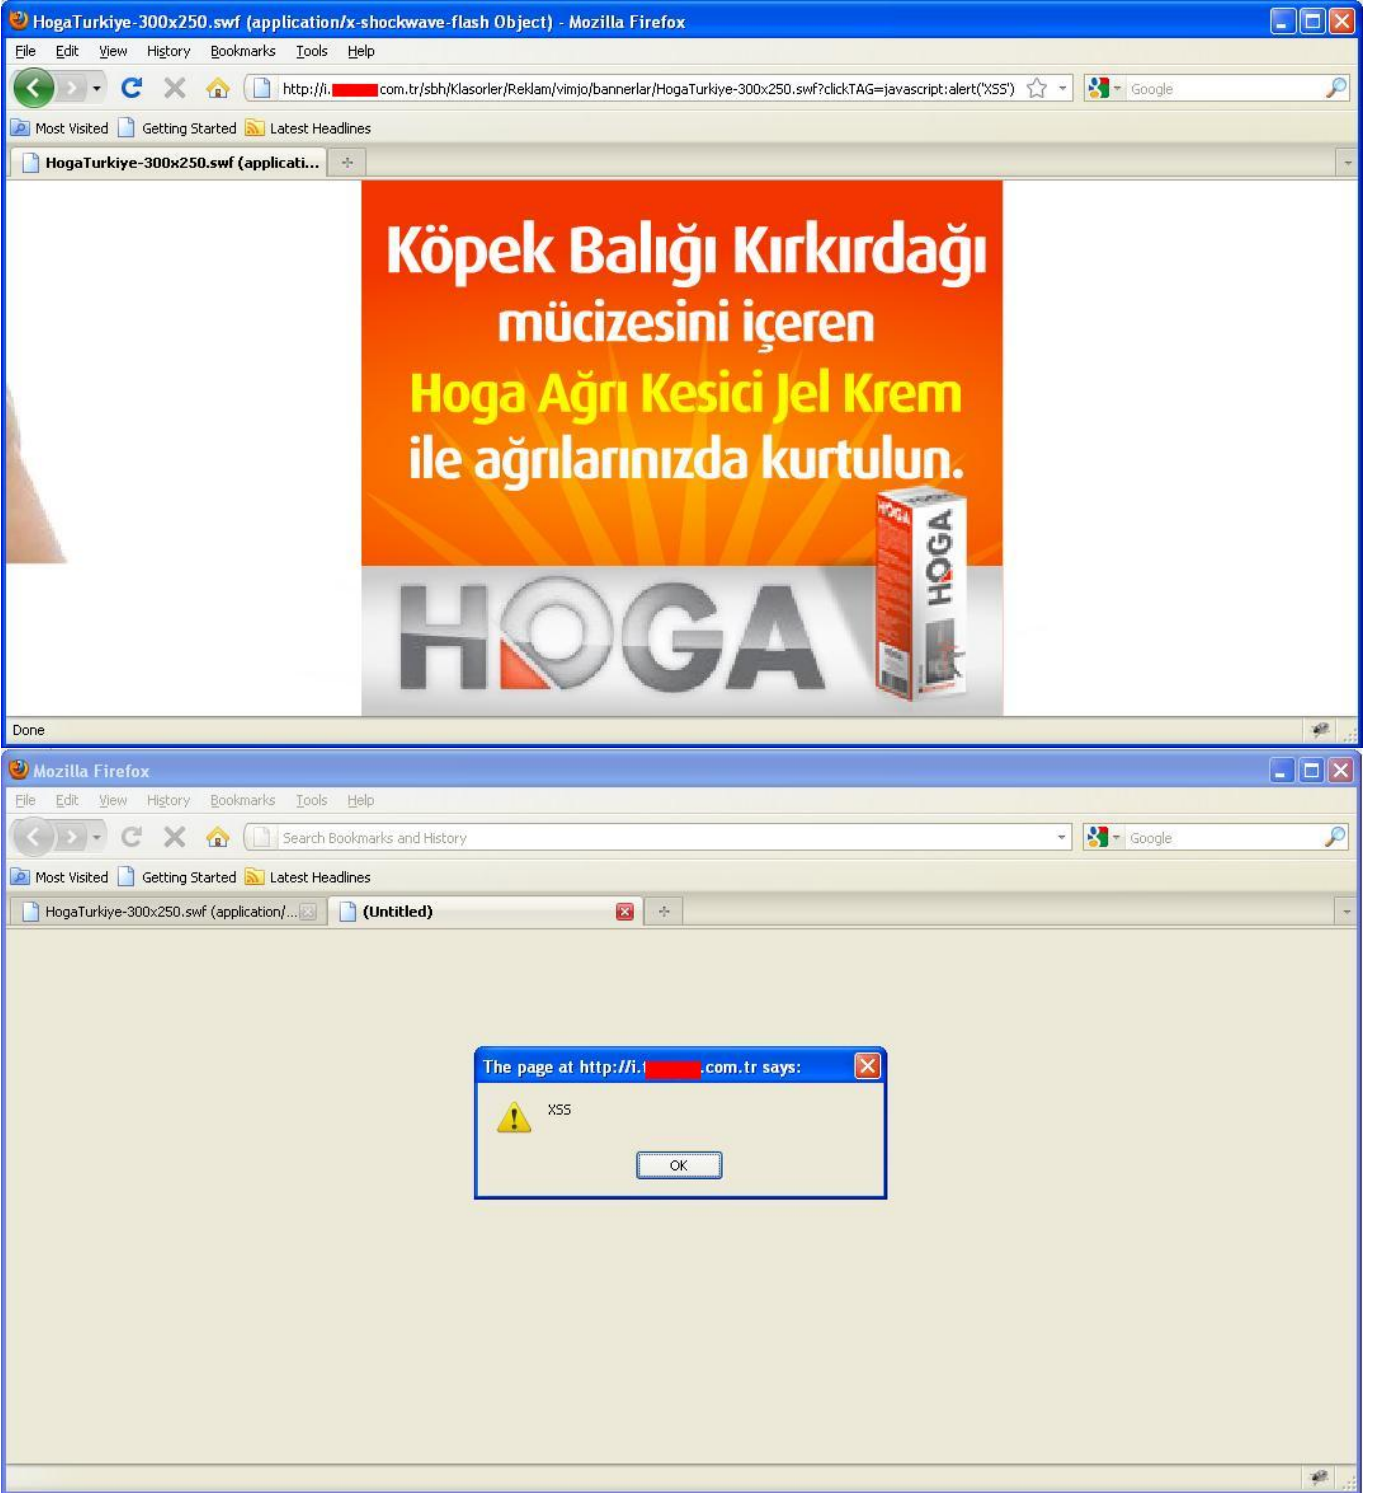 HogaTurkiye-300x250.swf (application/x-shockwave-flash Object) - Mozilla Firefox
File Edit View History Bookmarks Tools Help
http://i. com.tr/sbh/Klasorler/Reklam/vimjo/bannerlar/HogaTurkiye-300x250.swf?clickTAG=javascript:alert('XSS') Google
Most Visited Getting Started Latest Headlines
HogaTurkiye-300x250.swf (applicati...
Köpek Balığı Kırkırdağı
mücizesini içeren
Hoga Ağrı Kesici Jel Krem
ile ağrılarınızda kurtulun.
HOGA
HOGA
HOGA
Done
Mozilla Firefox
File Edit View History Bookmarks Tools Help
Search Bookmarks and History Google
Most Visited Getting Started Latest Headlines
HogaTurkiye-300x250.swf (application/... (Untitled)
The page at http://i. .com.tr says:
XSS
OK